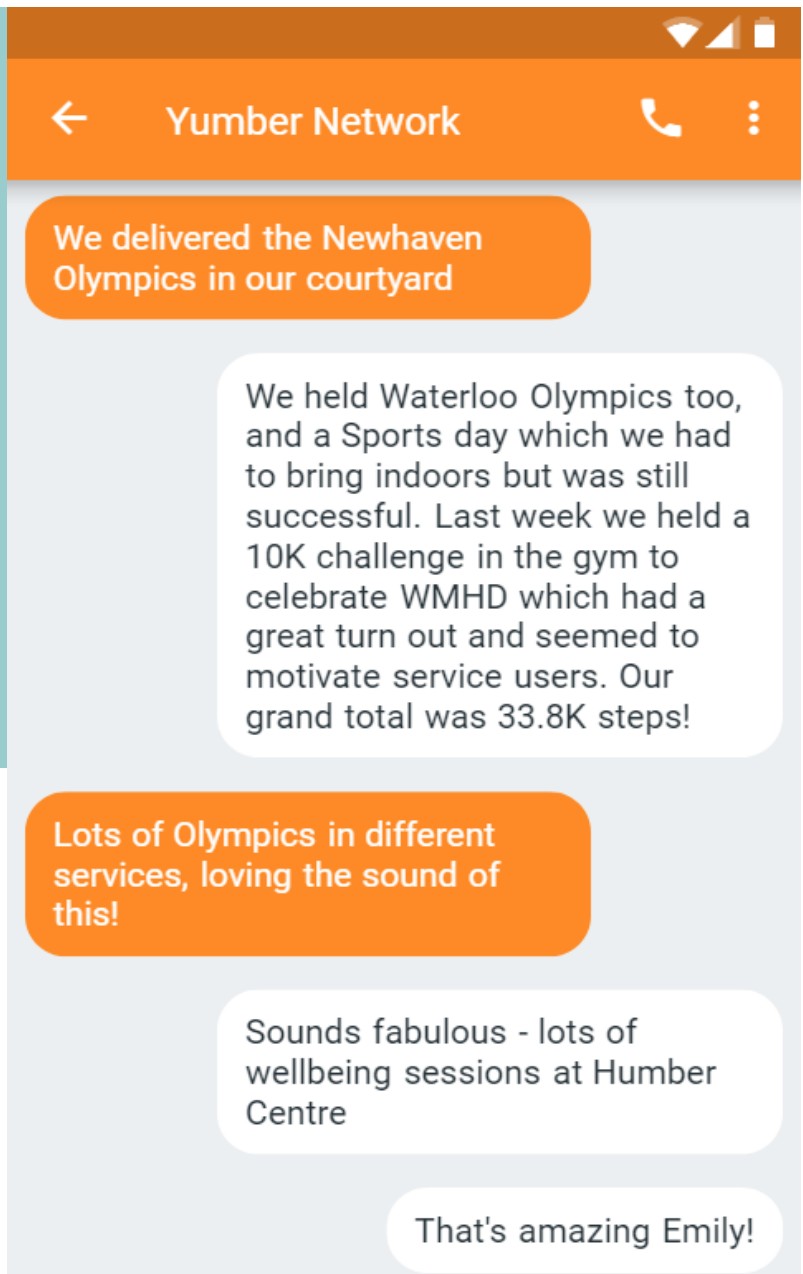 Yumber Network
We delivered the Newhaven
Olympics in our courtyard
We held Waterloo Olympics too,
and a Sports day which we had
to bring indoors but was still
successful. Last week we held a
10K challenge in the gym to
celebrate WMHD which had a
great turn out and seemed to
motivate service users. Our
grand total was 33.8K steps!
Lots of Olympics in different
services, loving the sound of
this!
Sounds fabulous - lots of
wellbeing sessions at Humber
Centre
That's amazing Emily!